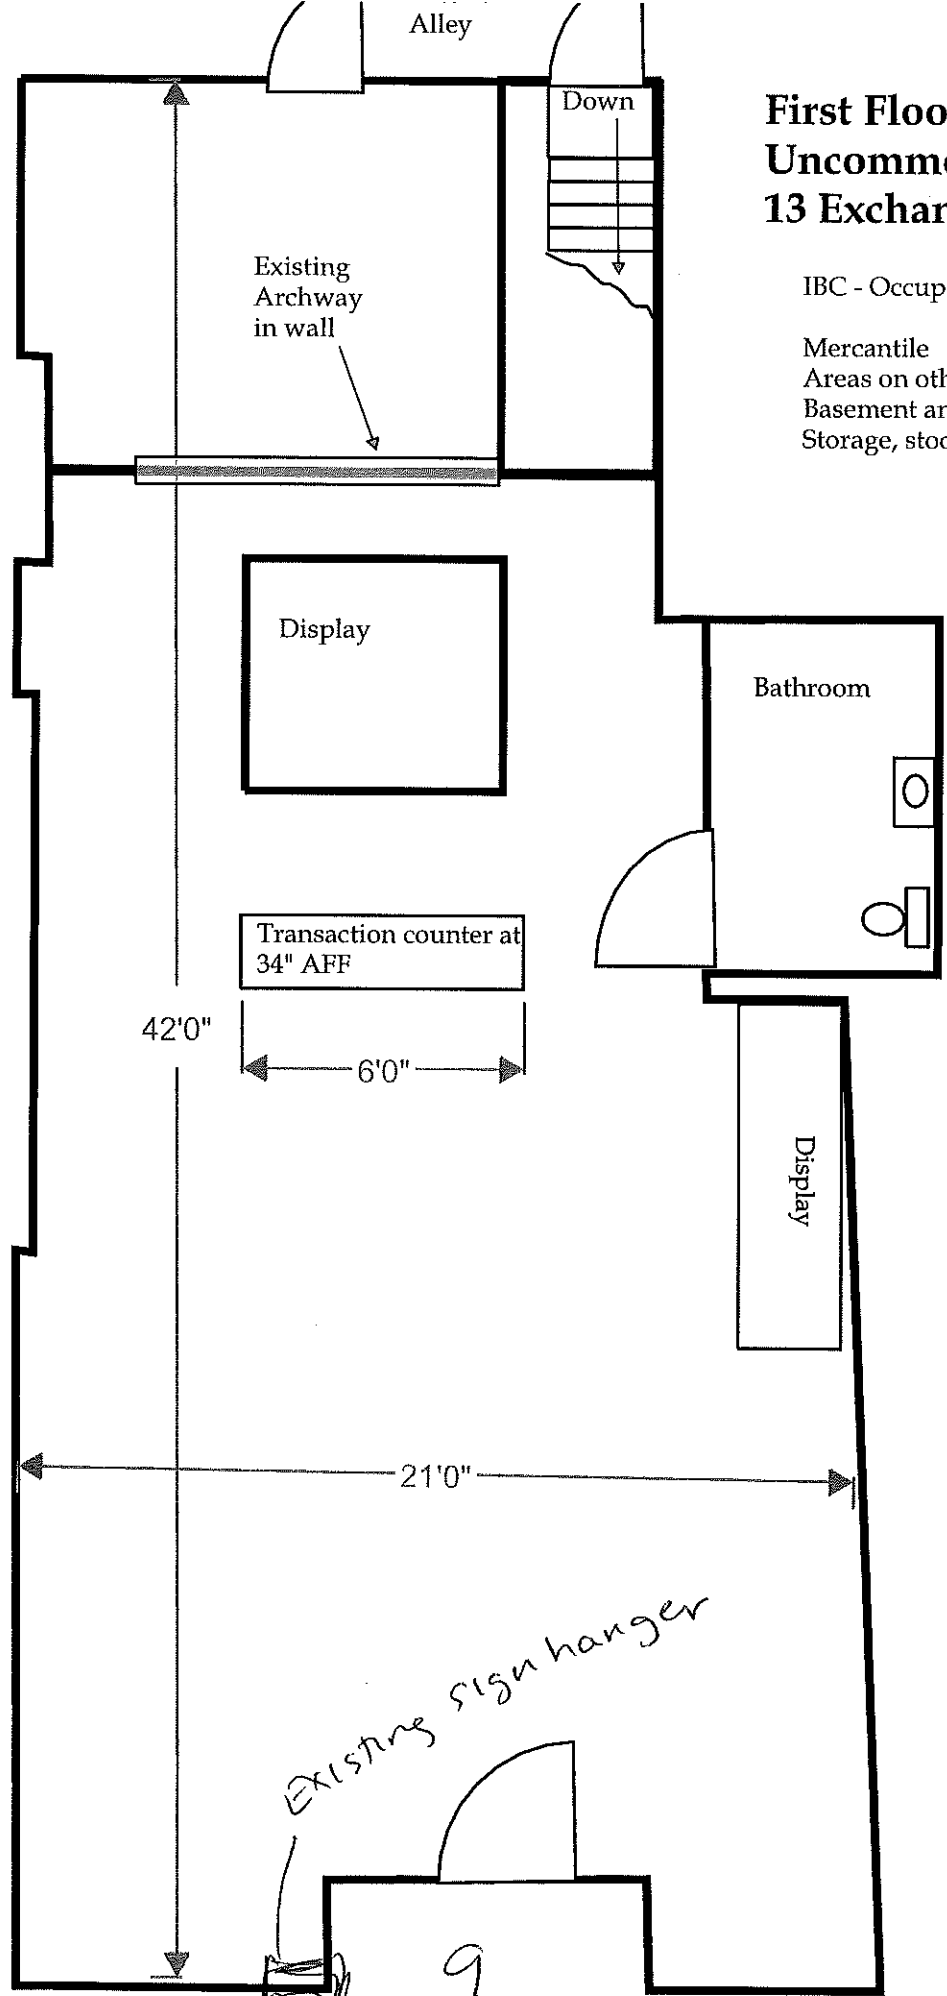 Alley
Down
First Floo
Uncomm
13 Exchan
IBC - Occup
Mercantile
Areas on oth
Basement ar
Storage, stoc
Existing
Archway
in wall
Display
Bathroom
Transaction counter at
34" AFF
42'0"
6'0"
Display
21'0"
Existing sign hanger
9